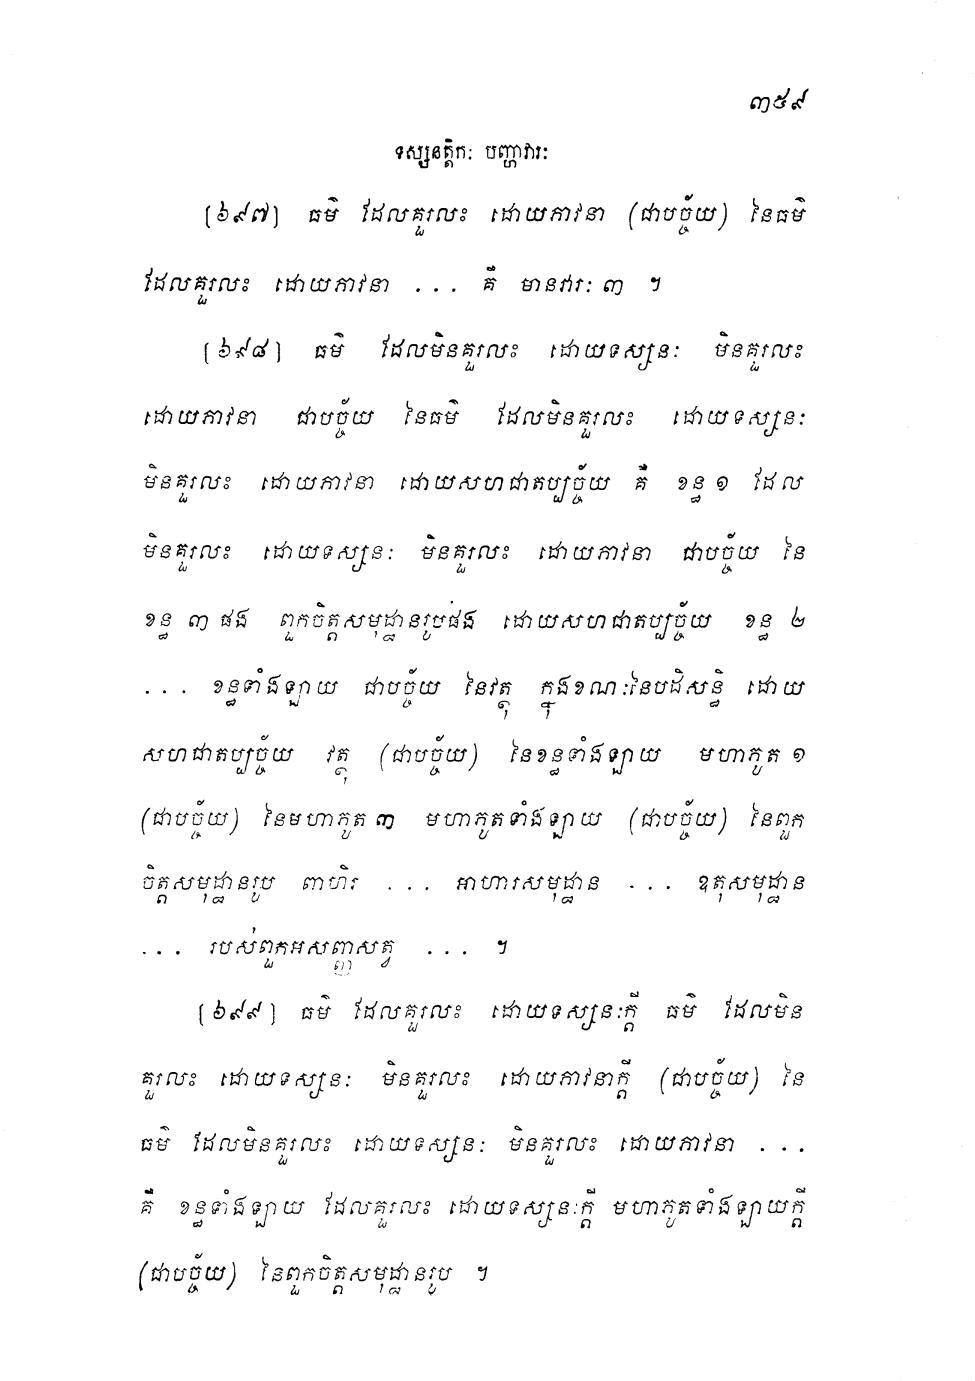 ៣៥៩
ទស្សនត្តិកៈ បញ្ហាវារៈ
[៦៩៧] ធម៌ ដែលគួរលះ ដោយភាវនា (ជាបច្ច័យ) នៃធម៌
ដែលគួរលះ ដោយភាវនា ... គឺ មានវារៈ ៣ ។
[៦៩៨] ធម៌ ដែលមិនគួរលះ ដោយទស្សនៈ មិនគួរលះ
ដោយភាវនា ជាបច្ច័យ នៃធម៌ ដែលមិនគួរលះ ដោយទស្សនៈ
មិនគួរលះ ដោយភាវនា ដោយសហជាតប្បច្ច័យ គឺ ខន្ធ ១ ដែល
មិនគួរលះ ដោយទស្សនៈ មិនគួរលះ ដោយភាវនា ជាបច្ច័យ នៃ
ខន្ធ ៣ ផង ពួកចិត្តសមុដ្ឋានរូបផង ដោយសហជាតប្បច្ច័យ ខន្ធ ២
... ខន្ធទាំងឡាយ ជាបច្ច័យ នៃវត្ថុ ក្នុងខណៈនៃបដិសន្ធិ ដោយ
សហជាតប្បច្ច័យ វត្ថុ (ជាបច្ច័យ) នៃខន្ធទាំងឡាយ មហាភូត ១
(ជាបច្ច័យ) នៃមហាភូត ៣ មហាភូតទាំងឡាយ (ជាបច្ច័យ) នៃពួក
ចិត្តសមុដ្ឋានរូប ពាហិរ ... អាហារសមុដ្ឋាន ... ឧតុសមុដ្ឋាន
... របស់ពួកអសញ្ញសត្វ ... ។
[៦៩៩] ធម៌ ដែលគួរលះ ដោយទស្សនៈក្តី ធម៌ ដែលមិន
គួរលះ ដោយទស្សនៈ មិនគួរលះ ដោយភាវនាក្តី (ជាបច្ច័យ) នៃ
ធម៌ ដែលមិនគួរលះ ដោយទស្សនៈ មិនគួរលះ ដោយភាវនា ...
គឺ ខន្ធទាំងឡាយ ដែលគួរលះ ដោយទស្សនៈក្តី មហាភូតទាំងឡាយក្តី
(ជាបច្ច័យ) នៃពួកចិត្តសមុដ្ឋានរូប ។